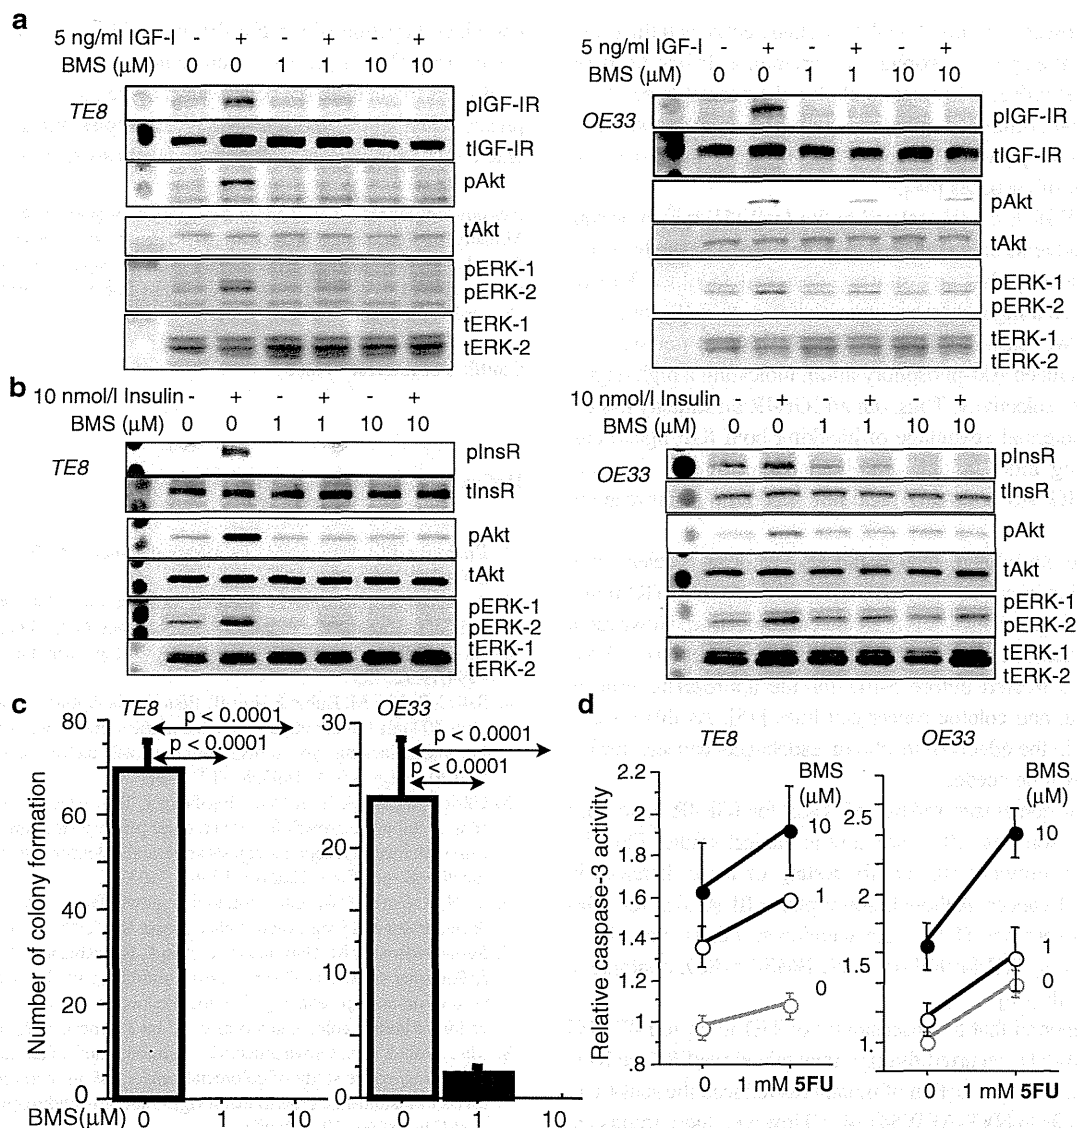 a
5 ng/ml IGF-I - + - + - +
BMS (μM) 0 0 1 1 10 10
TE8
pIGF-IR
tIGF-IR
pAkt
tAkt
pERK-1
pERK-2
tERK-1
tERK-2
5 ng/ml IGF-I - + - + - +
BMS (μM) 0 0 1 1 10 10
OE33
pIGF-IR
tIGF-IR
pAkt
tAkt
pERK-1
pERK-2
tERK-1
tERK-2
b
10 nmol/l Insulin - + - + - +
BMS (μM) 0 0 1 1 10 10
TE8
pInsR
tInsR
pAkt
tAkt
pERK-1
pERK-2
tERK-1
tERK-2
10 nmol/l Insulin - + - + - +
BMS (μM) 0 0 1 1 10 10
OE33
pInsR
tInsR
pAkt
tAkt
pERK-1
pERK-2
tERK-1
tERK-2
c
Number of colony formation
80
60
40
20
0
TE8
p < 0.0001
p < 0.0001
30
20
10
0
OE33
p < 0.0001
p < 0.0001
BMS(μM) 0 1 10 0 1 10
d
Relative caspase-3 activity
TE8
2.2
2
1.8
1.6
1.4
1.2
1
.8
BMS
(μM)
10
1
0
0 1 mM 5FU
OE33
2.5
2
1.5
1
BMS
(μM)
10
1
0
0 1 mM 5FU